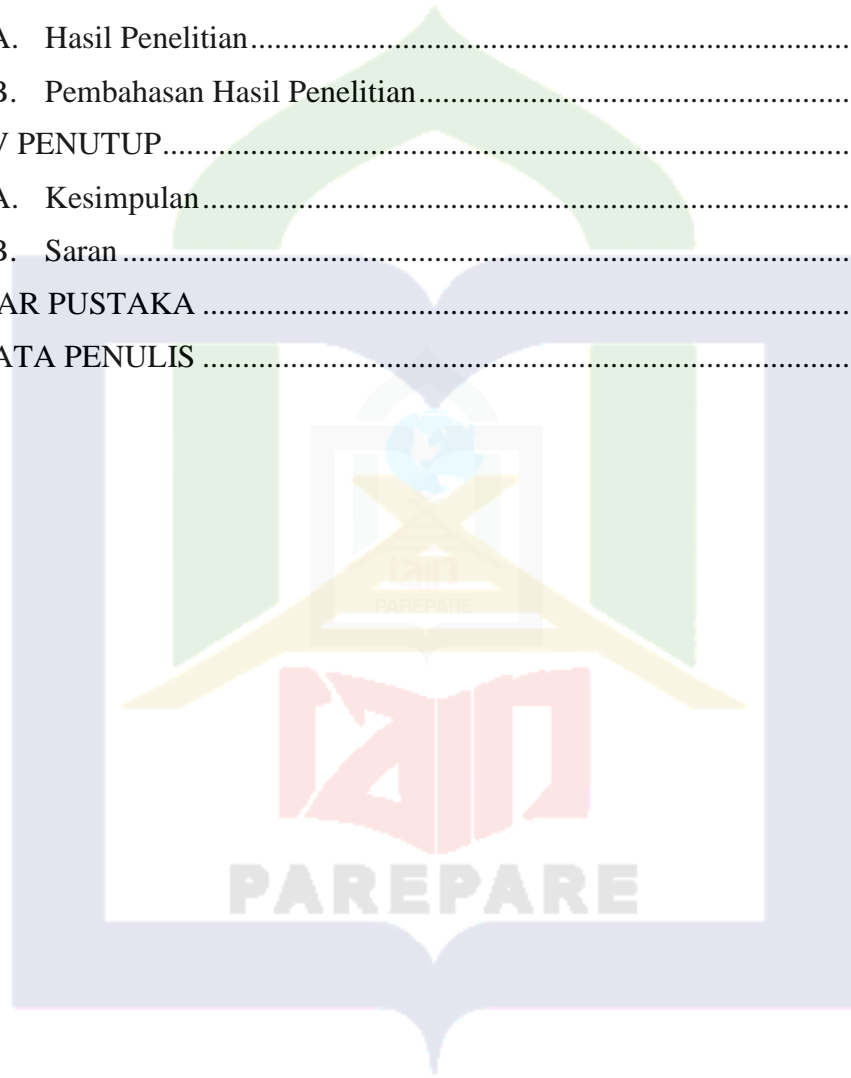 A. Hasil Penelitian........................................................................................
B. Pembahasan Hasil Penelitian...................................................................
V PENUTUP..................................................................................................
A. Kesimpulan..............................................................................................
B. Saran........................................................................................................
AR PUSTAKA..............................................................................................
ATA PENULIS..............................................................................................
PAREPARE
PAREPARE